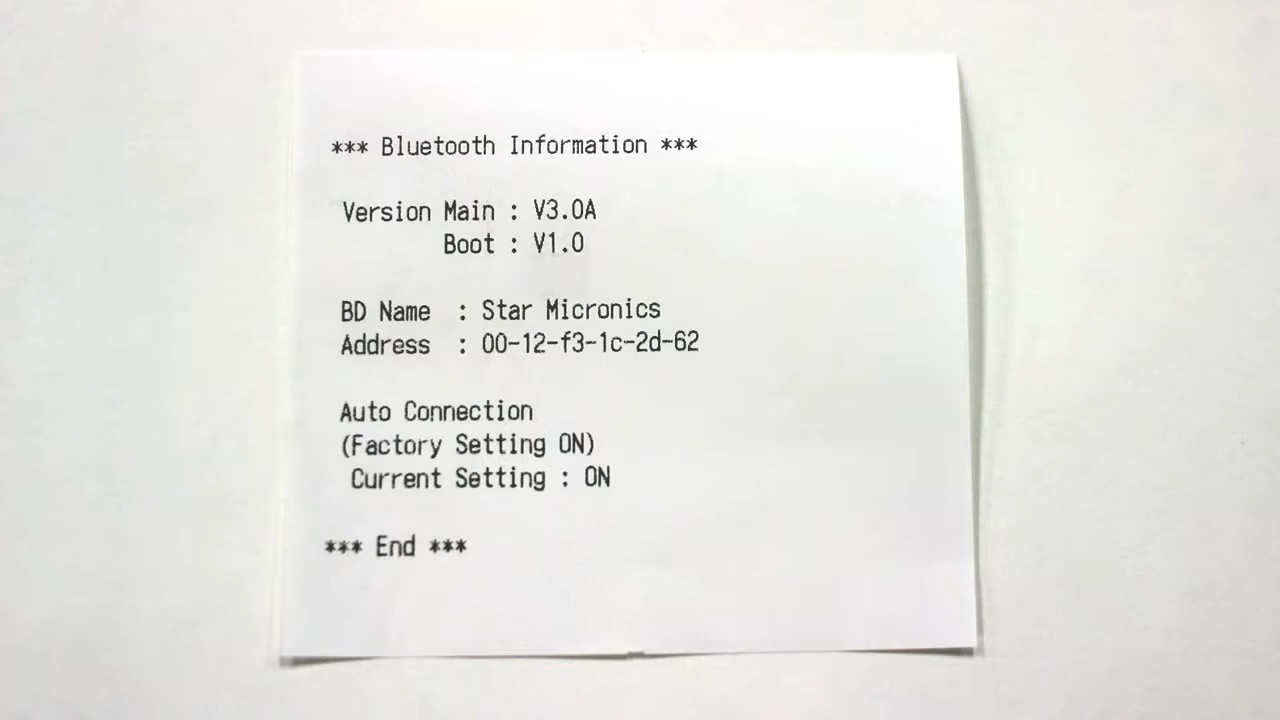 *** Bluetooth Information ***
Version Main : V3.0A
Boot : V1.0
BD Name : Star Micronics
Address : 00-12-f3-1c-2d-62
Auto Connection
(Factory Setting ON)
Current Setting : ON
*** End ***